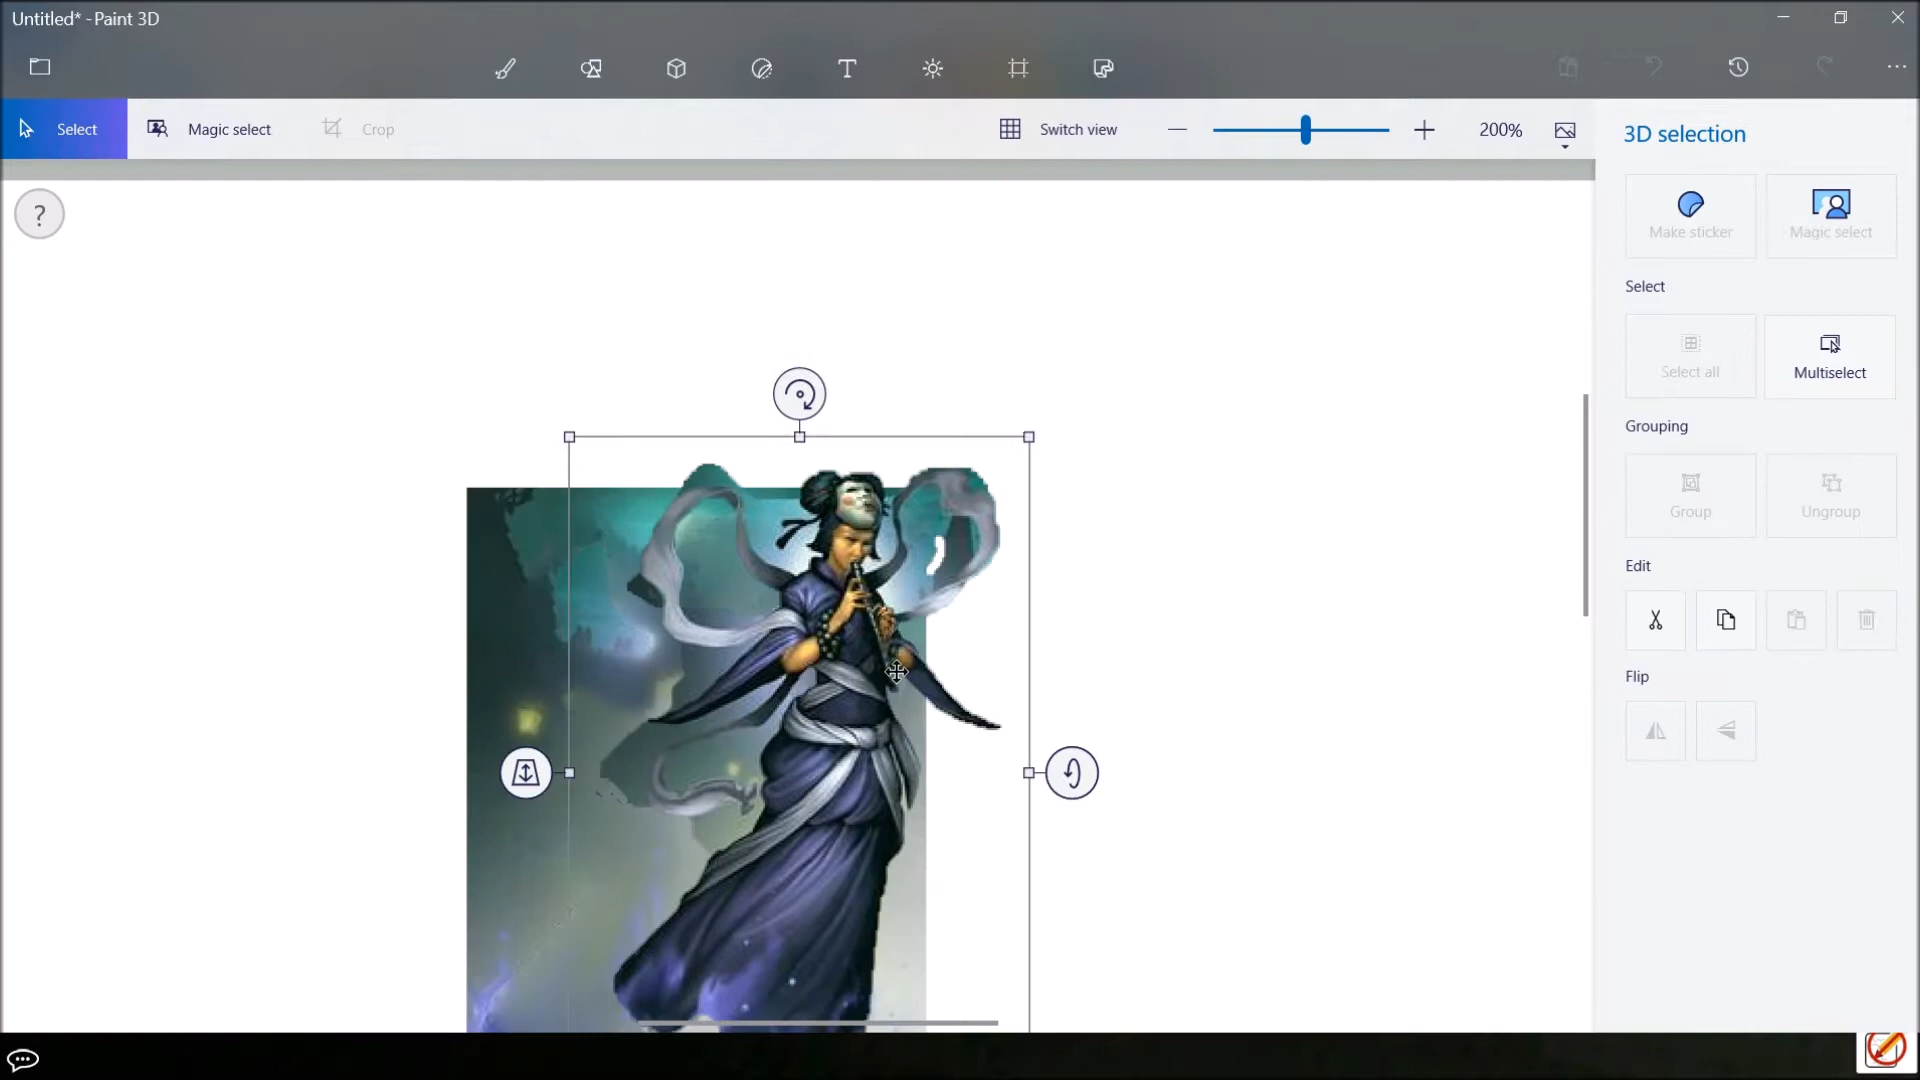 Untitled* - Paint 3D
Select
Magic select
Crop
Switch view
200%
3D selection
?
Make sticker
Magic select
Select
Select all
Multiselect
Grouping
Group
Ungroup
Edit
Flip